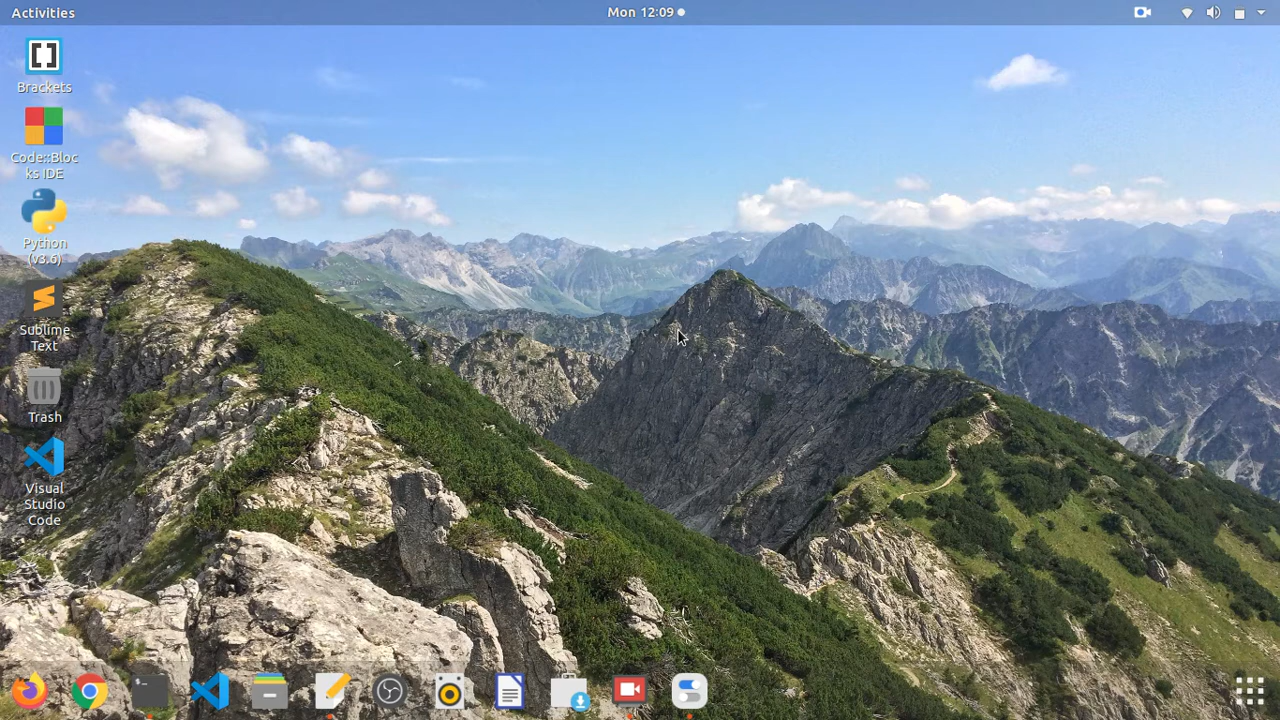 Activities
Mon 12:09
Brackets
Code::Bloc
ks IDE
Python
(v3.6)
Sublime
Text
Trash
Visual
Studio
Code